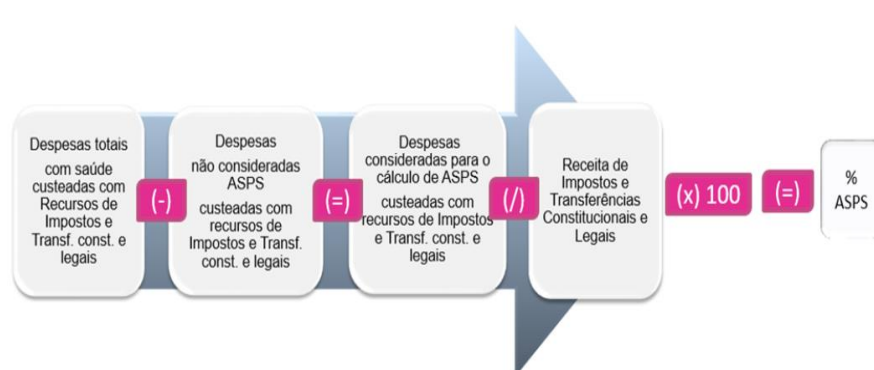 Despesas totais
com saúde
custeadas com
Recursos de
Impostos e
Transf. const. e
legais
(-)
Despesas
não consideradas
ASPS
custeadas com
recursos de
Impostos e Transf.
const. e legais
(=)
Despesas
consideradas para o
cálculo de ASPS
custeadas com
recursos de Impostos
e Transf. const. e
legais
(/)
Receita de
Impostos e
Transferências
Constitucionais e
Legais
(x) 100
(=)
%
ASPS